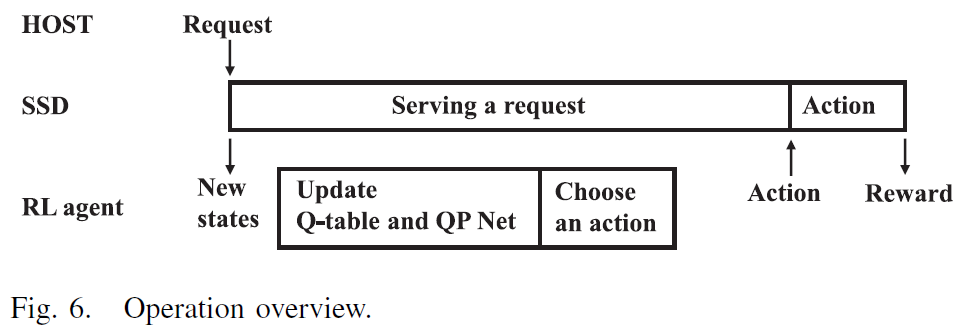 HOST Request
SSD Serving a request Action
RL agent New states Update Q-table and QP Net Choose an action Action Reward
Fig. 6. Operation overview.